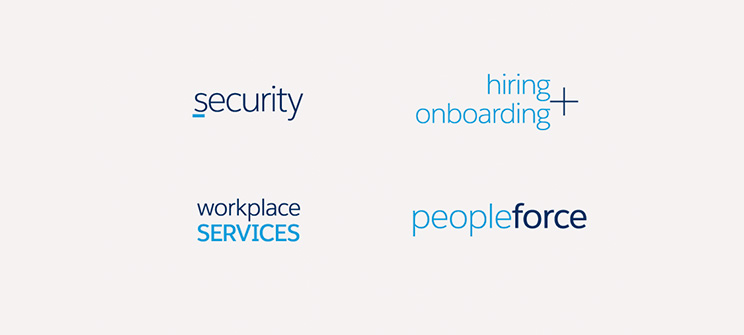 security
hiring
onboarding+
workplace
SERVICES
peopleforce